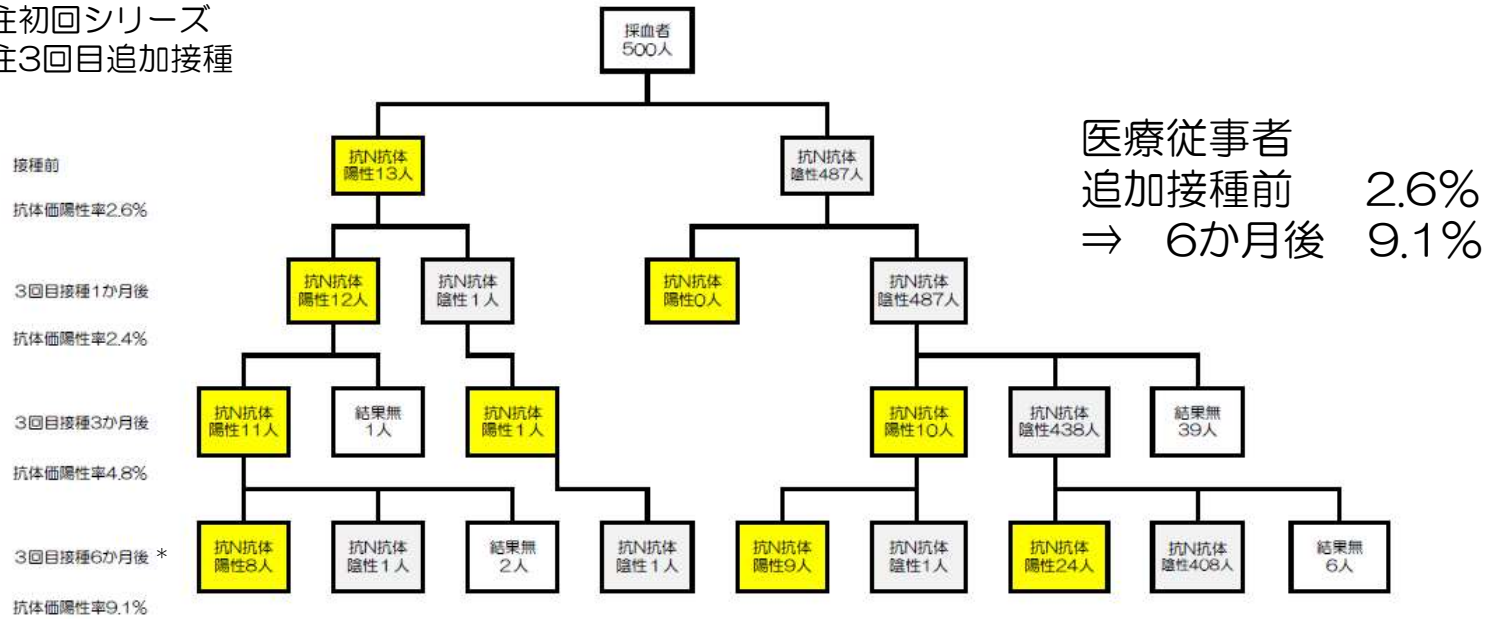 主初回シリーズ
主3回目追加接種
採血者
500人
医療従事者
追加接種前 2.6%
⇒ 6か月後 9.1%
接種前
抗N抗体
陽性13人
抗N抗体
陰性487人
抗体価陽性率2.6%
3回目接種1か月後
抗N抗体
陽性12人
抗N抗体
陰性1人
抗N抗体
陽性0人
抗N抗体
陰性487人
抗体価陽性率2.4%
3回目接種3か月後
抗N抗体
陽性11人
結果無
1人
抗N抗体
陽性1人
抗N抗体
陽性10人
抗N抗体
陰性438人
結果無
39人
抗体価陽性率4.8%
3回目接種6か月後 *
抗N抗体
陽性8人
抗N抗体
陰性1人
結果無
2人
抗N抗体
陰性1人
抗N抗体
陽性9人
抗N抗体
陰性1人
抗N抗体
陽性24人
抗N抗体
陰性408人
結果無
6人
抗体価陽性率9.1%